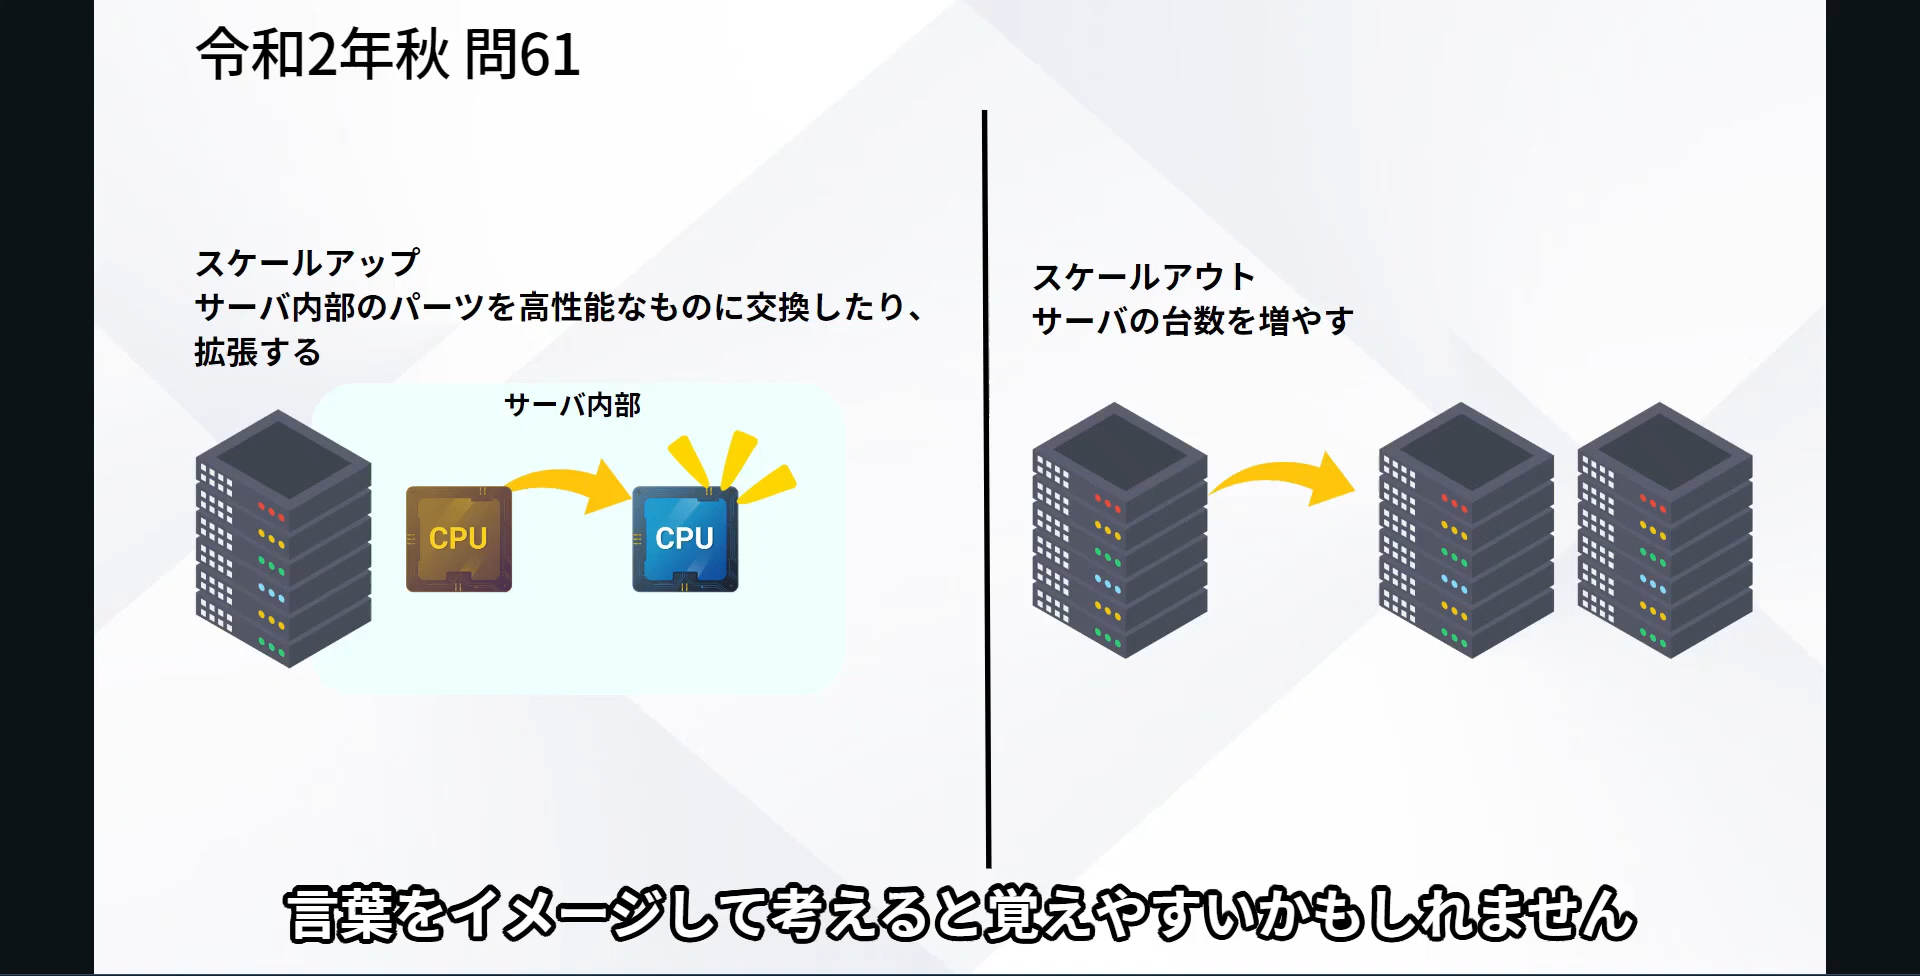 令和2年秋 問61
スケールアップ
サーバ内部のパーツを高性能なものに交換したり、
拡張する
サーバ内部
CPU
CPU
スケールアウト
サーバの台数を増やす
言葉をイメージして考えると覚えやすいかもしれません